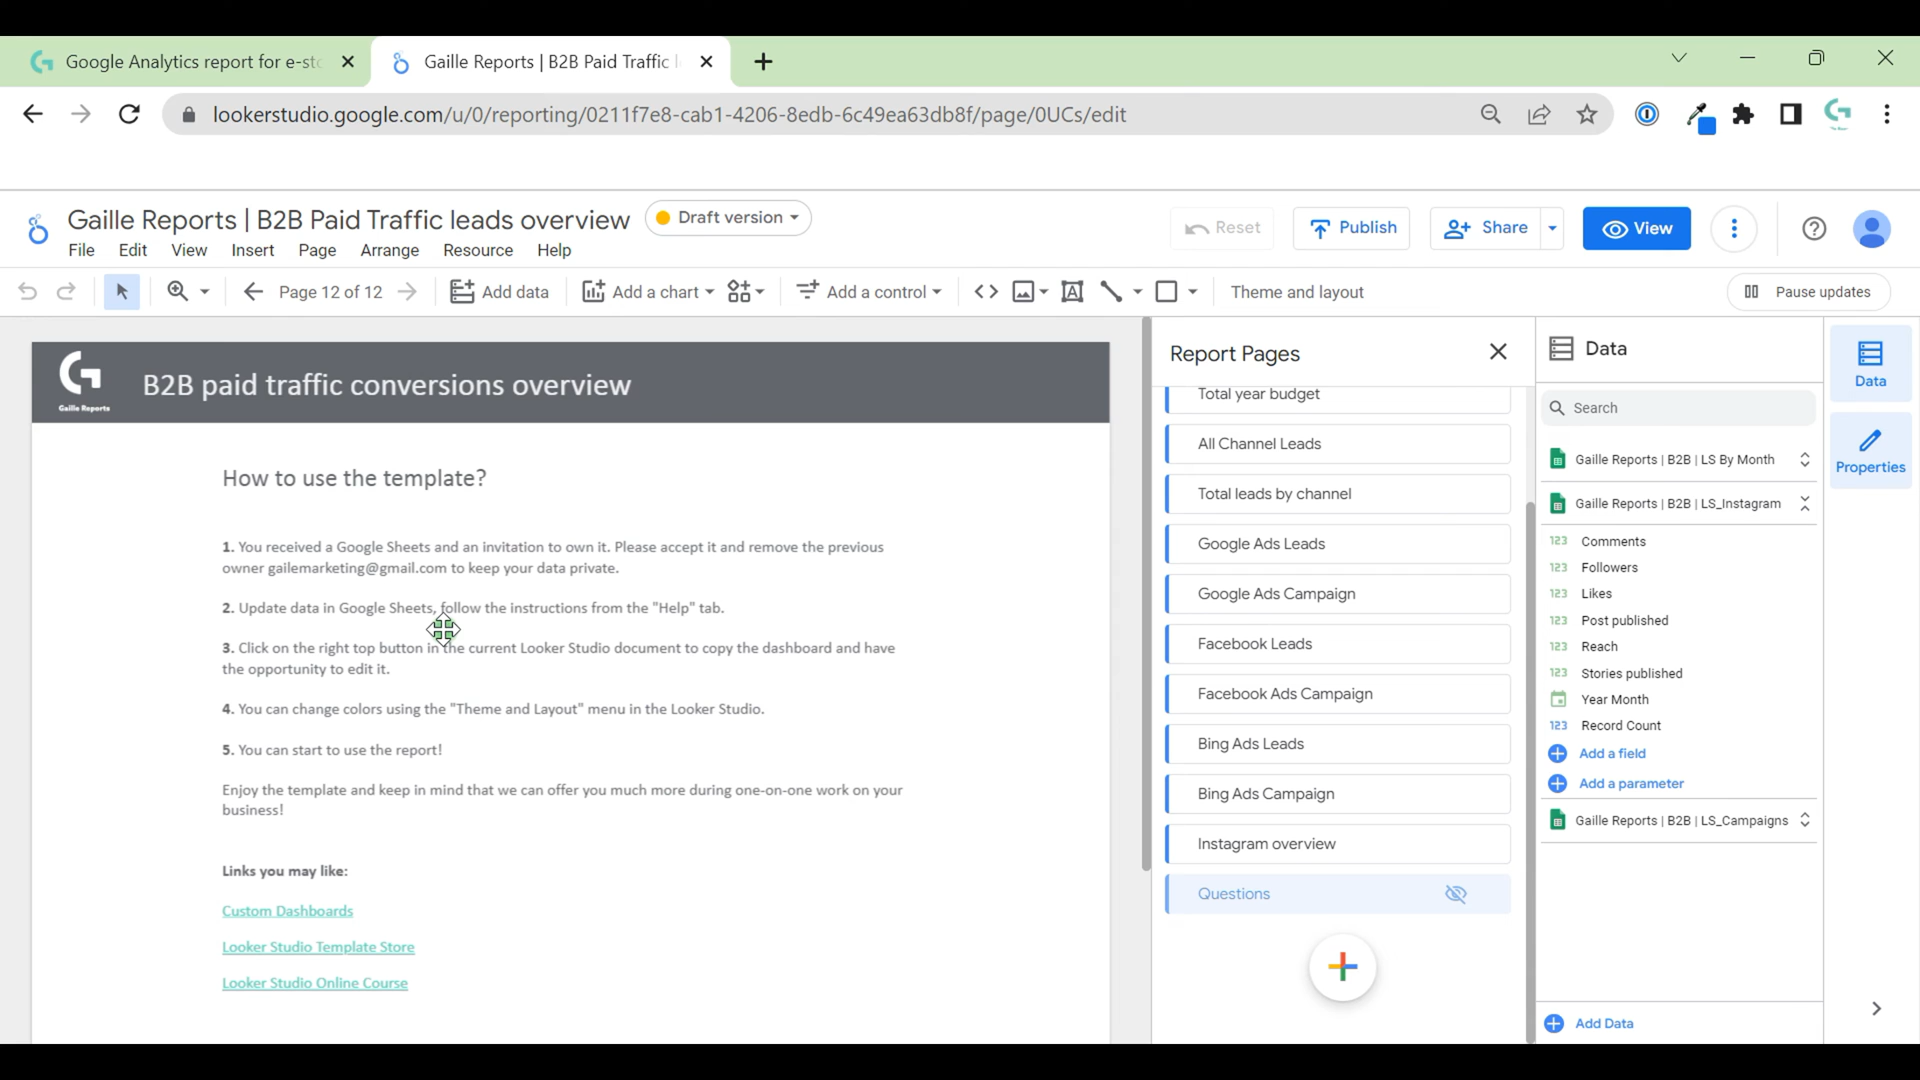 Google Analytics report for e-sto
Gaille Reports | B2B Paid Traffic l
lookerstudio.google.com/u/0/reporting/0211f7e8-cab1-4206-8edb-6c49ea63db8f/page/0UCs/edit
Gaille Reports | B2B Paid Traffic leads overview
Draft version
Reset
Publish
Share
View
File Edit View Insert Page Arrange Resource Help
Page 12 of 12
Add data
Add a chart
Add a control
Theme and layout
Pause updates
Gaille Reports
B2B paid traffic conversions overview
How to use the template?
1. You received a Google Sheets and an invitation to own it. Please accept it and remove the previous
owner gailemarketing@gmail.com to keep your data private.
2. Update data in Google Sheets, follow the instructions from the "Help" tab.
3. Click on the right top button in the current Looker Studio document to copy the dashboard and have
the opportunity to edit it.
4. You can change colors using the "Theme and Layout" menu in the Looker Studio.
5. You can start to use the report!
Enjoy the template and keep in mind that we can offer you much more during one-on-one work on your
business!
Links you may like:
Custom Dashboards
Looker Studio Template Store
Looker Studio Online Course
Report Pages
Total year budget
All Channel Leads
Total leads by channel
Google Ads Leads
Google Ads Campaign
Facebook Leads
Facebook Ads Campaign
Bing Ads Leads
Bing Ads Campaign
Instagram overview
Questions
Data
Search
Gaille Reports | B2B | LS By Month
Gaille Reports | B2B | LS_Instagram
123 Comments
123 Followers
123 Likes
123 Post published
123 Reach
123 Stories published
Year Month
123 Record Count
Add a field
Add a parameter
Gaille Reports | B2B | LS_Campaigns
Add Data
Data
Properties